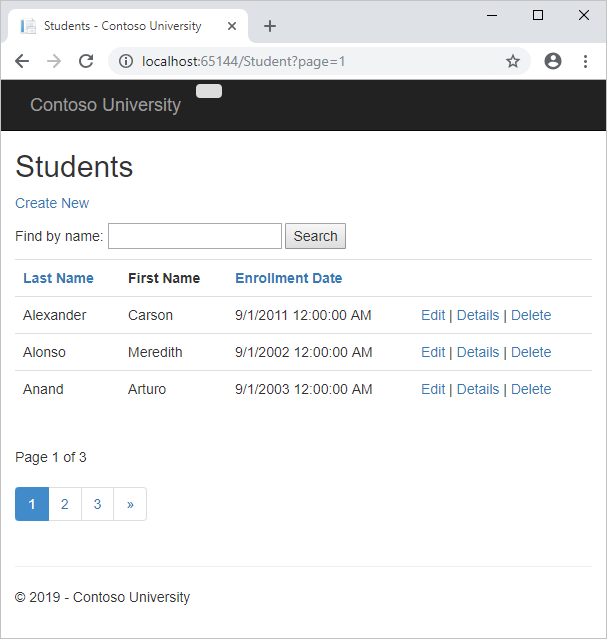 Students - Contoso University
localhost:65144/Student?page=1
Contoso University
Students
Create New
Find by name: Search
Last Name First Name Enrollment Date
Alexander Carson 9/1/2011 12:00:00 AM Edit | Details | Delete
Alonso Meredith 9/1/2002 12:00:00 AM Edit | Details | Delete
Anand Arturo 9/1/2003 12:00:00 AM Edit | Details | Delete
Page 1 of 3
1 2 3 »
© 2019 - Contoso University